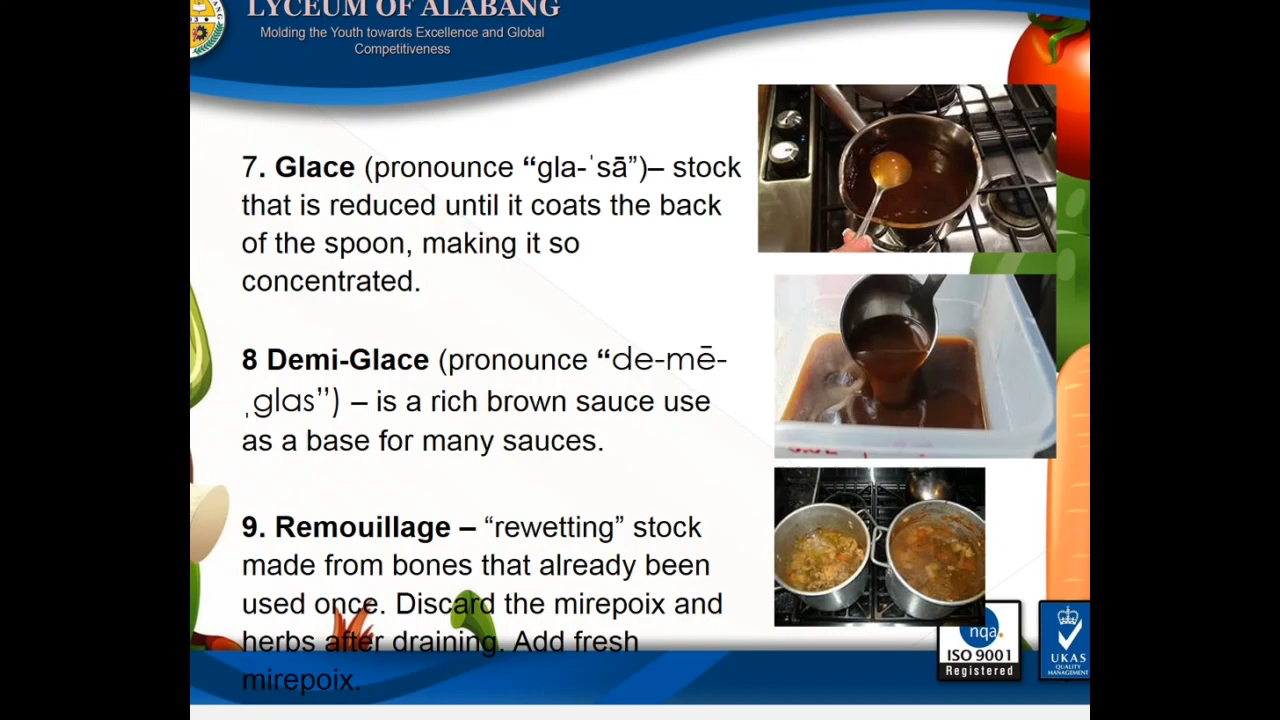 LYCEUM OF ALABANG
Molding the Youth towards Excellence and Global
Competitiveness
7. Glace (pronounce “gla-ˈsā”)– stock
that is reduced until it coats the back
of the spoon, making it so
concentrated.
8 Demi-Glace (pronounce “de-mē-
ˌglas”) – is a rich brown sauce use
as a base for many sauces.
9. Remouillage – “rewetting” stock
made from bones that already been
used once. Discard the mirepoix and
herbs after draining. Add fresh
mirepoix.
nqa.
ISO 9001
Registered
UKAS
QUALITY
MANAGEMENT